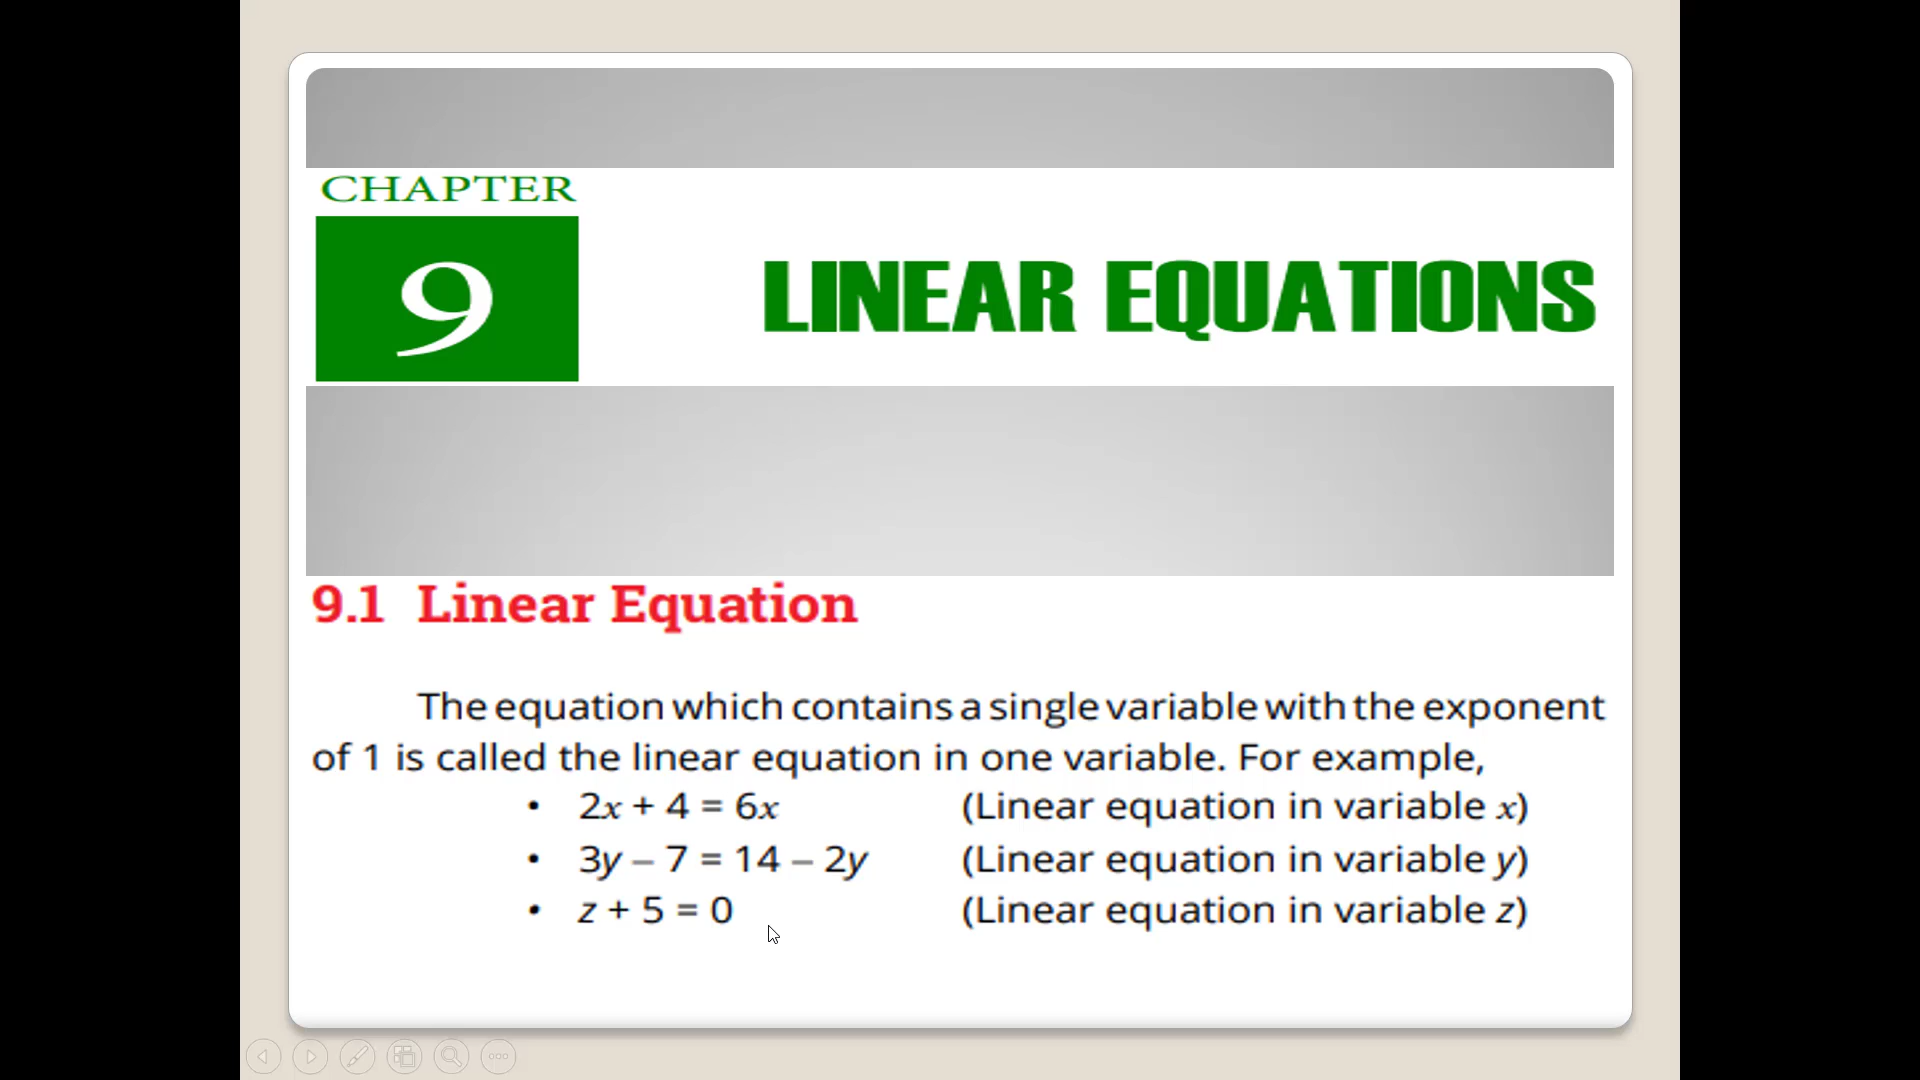 CHAPTER
9
LINEAR EQUATIONS
9.1 Linear Equation
The equation which contains a single variable with the exponent
of 1 is called the linear equation in one variable. For example,
• 2x + 4 = 6x (Linear equation in variable x)
• 3y – 7 = 14 – 2y (Linear equation in variable y)
• z + 5 = 0 (Linear equation in variable z)